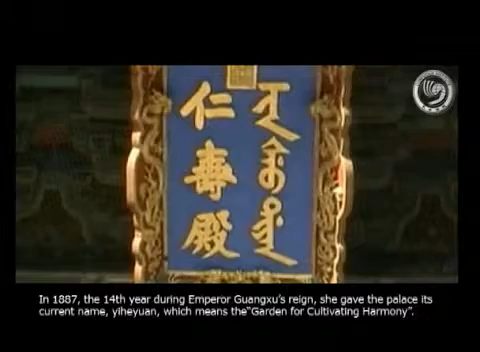 仁壽殿
In 1887, the 14th year during Emperor Guangxu's reign, she gave the palace its
current name, yiheyuan, which means the“Garden for Cultivating Harmony”.